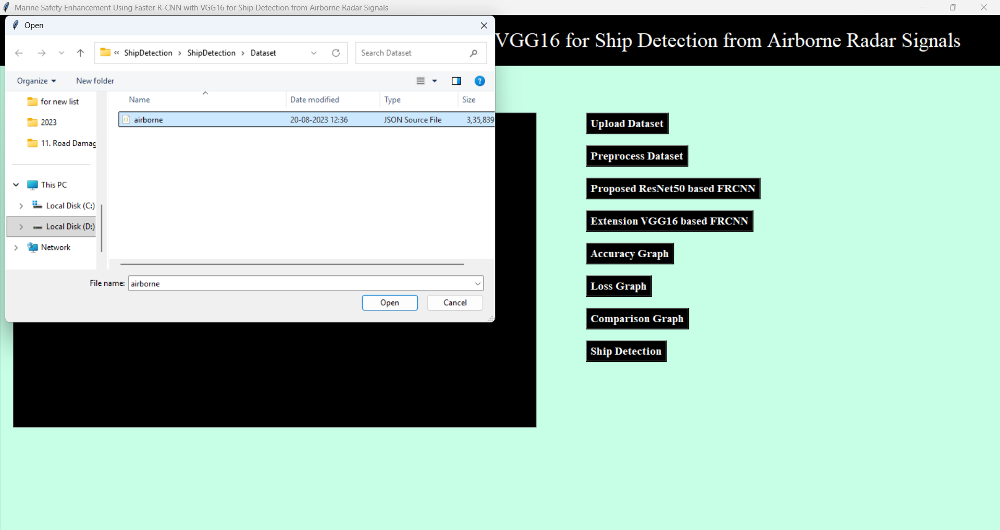 Marine Safety Enhancement Using Faster R-CNN with VGG16 for Ship Detection from Airborne Radar Signals
VGG16 for Ship Detection from Airborne Radar Signals
Open
« ShipDetection > ShipDetection > Dataset
Search Dataset
Organize
New folder
for new list
2023
11. Road Damag
This PC
Local Disk (C:)
Local Disk (D:)
Network
Name Date modified Type Size
airborne 20-08-2023 12:36 JSON Source File 3,35,839
File name: airborne
Open Cancel
Upload Dataset
Preprocess Dataset
Proposed ResNet50 based FRCNN
Extension VGG16 based FRCNN
Accuracy Graph
Loss Graph
Comparison Graph
Ship Detection